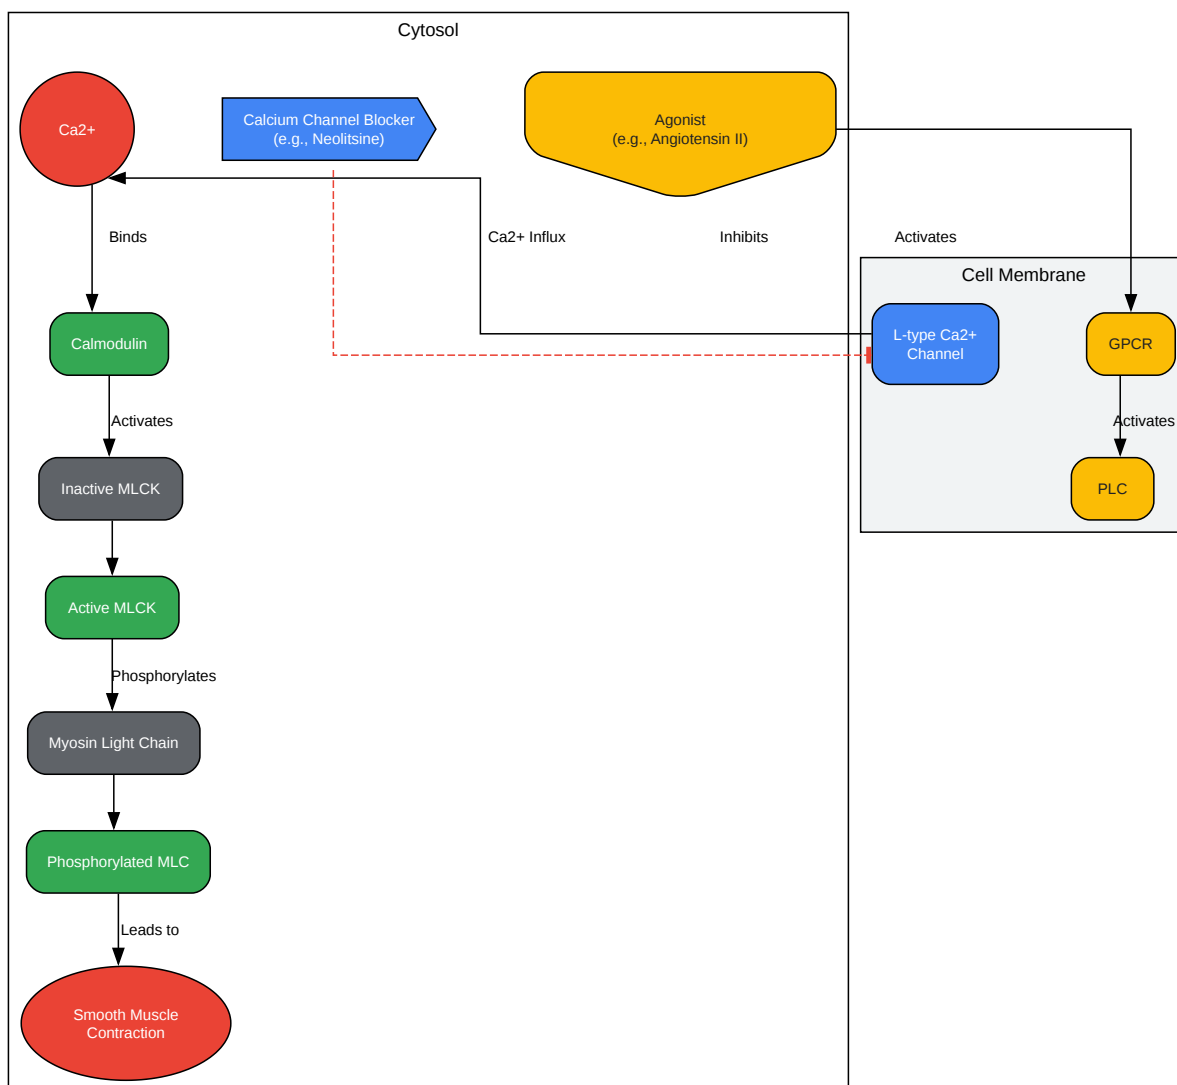 Cytosol
Ca2+
Calcium Channel Blocker
(e.g., Neolitsine)
Agonist
(e.g., Angiotensin II)
Binds
Ca2+ Influx
Inhibits
Activates
Cell Membrane
L-type Ca2+
Channel
GPCR
Calmodulin
Activates
Activates
Inactive MLCK
PLC
Active MLCK
Phosphorylates
Myosin Light Chain
Phosphorylated MLC
Leads to
Smooth Muscle
Contraction